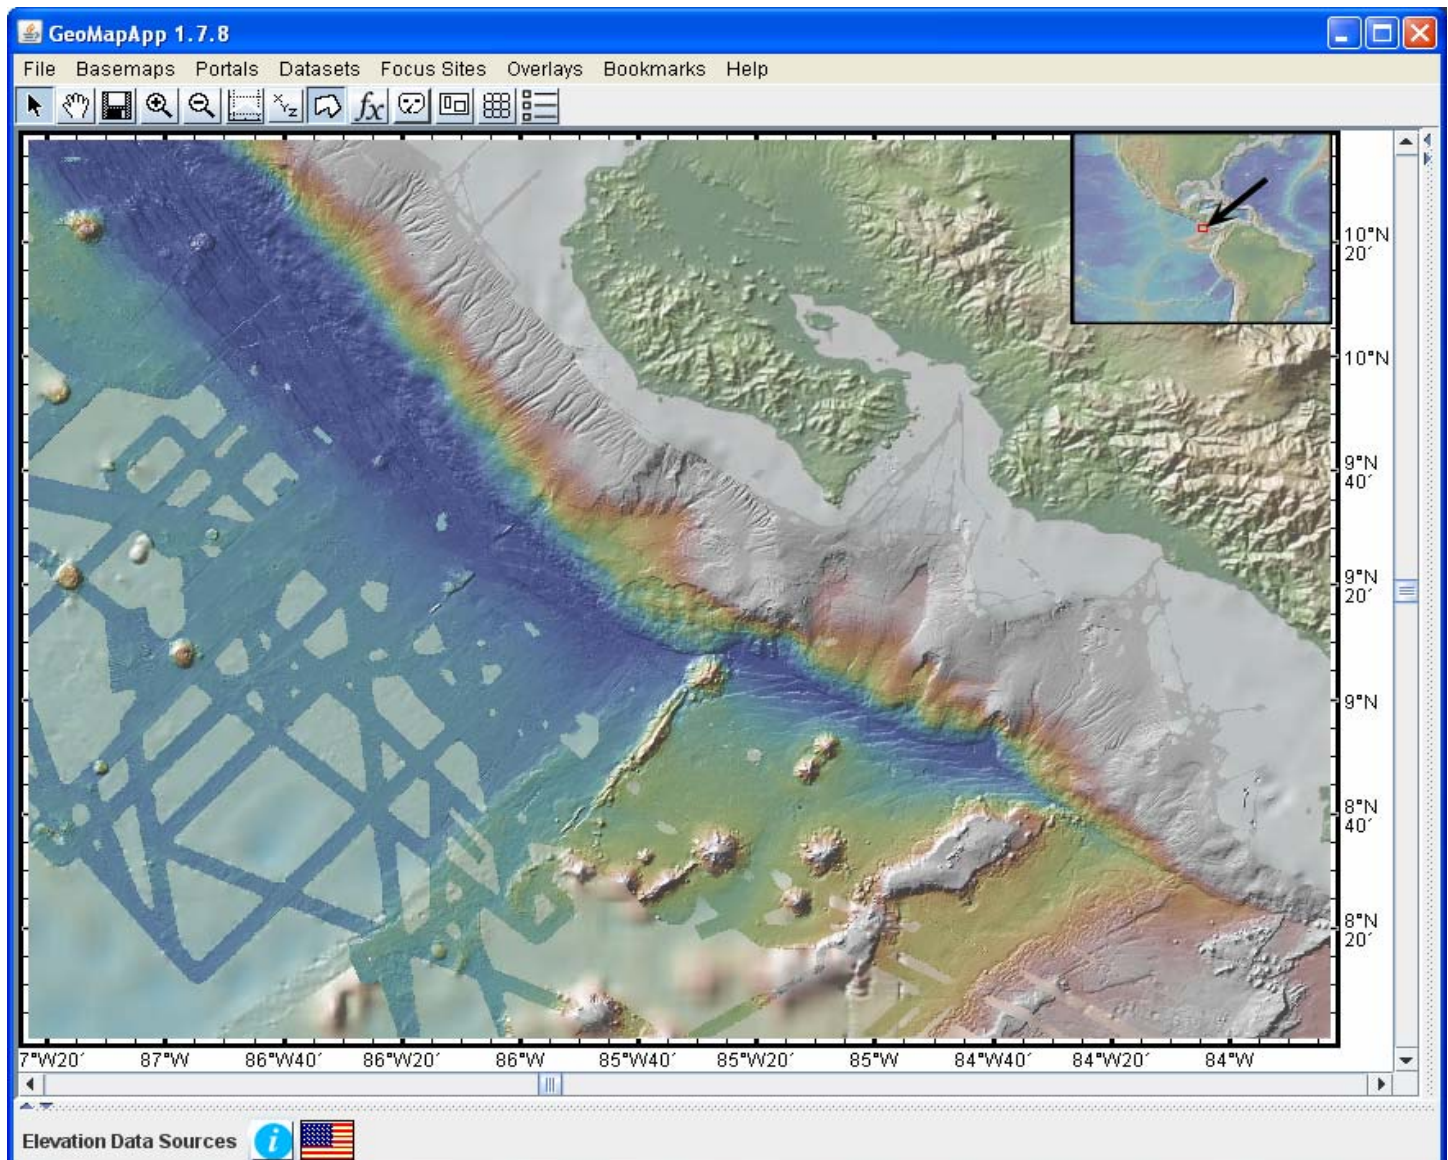 GeoMapApp 1.7.8
File Basemaps Portals Datasets Focus Sites Overlays Bookmarks Help
XYZ fx
10°N
20´
10°N
9°N
40´
9°N
20´
9°N
8°N
40´
8°N
20´
7°W20´ 87°W 86°W40´ 86°W20´ 86°W 85°W40´ 85°W20´ 85°W 84°W40´ 84°W20´ 84°W
Elevation Data Sources i